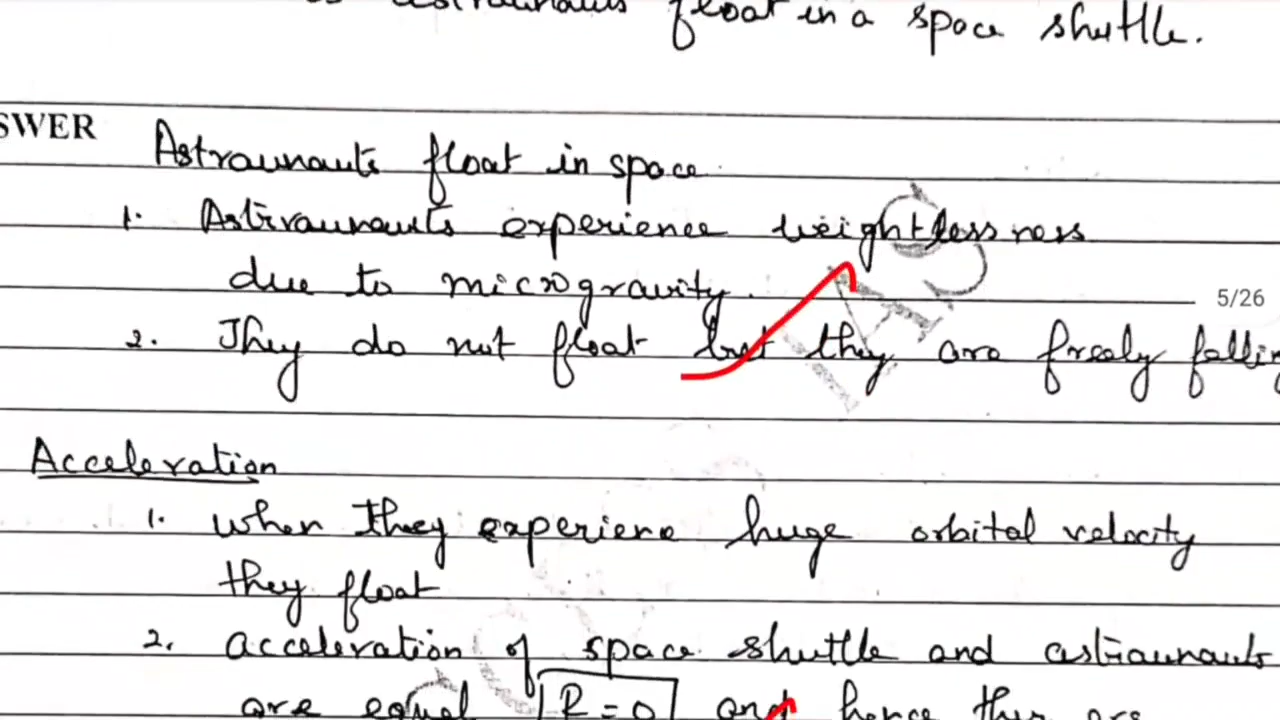 astraunauts float in a space shuttle.
SWER
Astraunauts float in space
1. Astraunauts experience weightlessness
due to microgravity.
5/26
2. They do not float but they are freely fallin
Acceleration
1. When they experience huge orbital velocity
they float
2. acceleration of space shuttle and astraunauts
are equal R=0 and hence they are